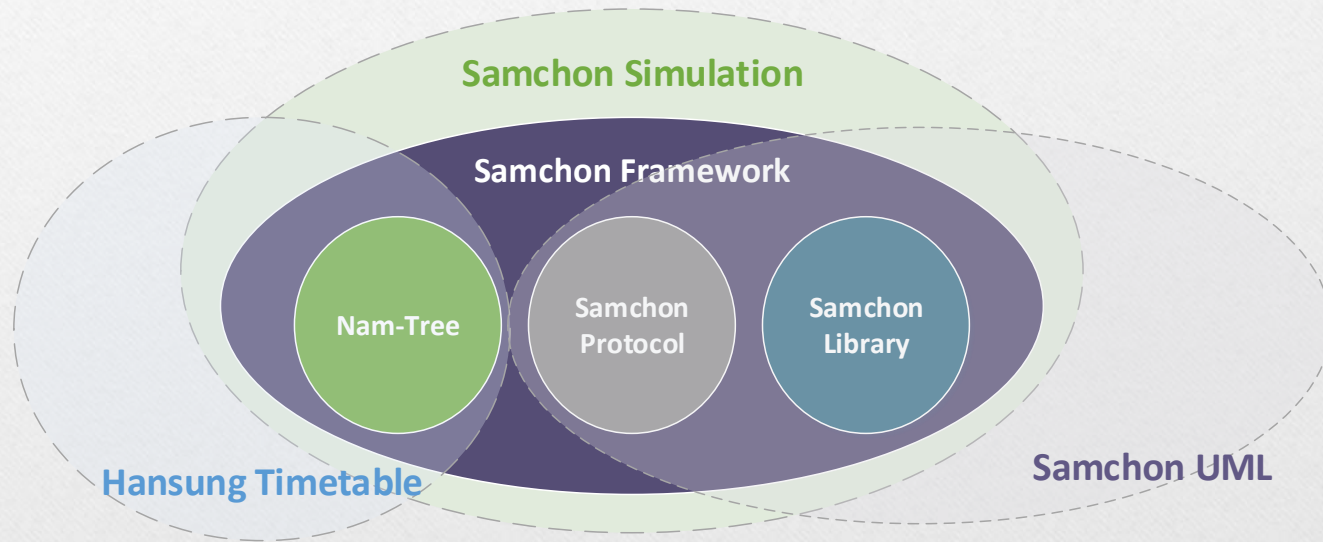 Samchon Simulation
Samchon Framework
Nam-Tree
Samchon
Protocol
Samchon
Library
Hansung Timetable
Samchon UML